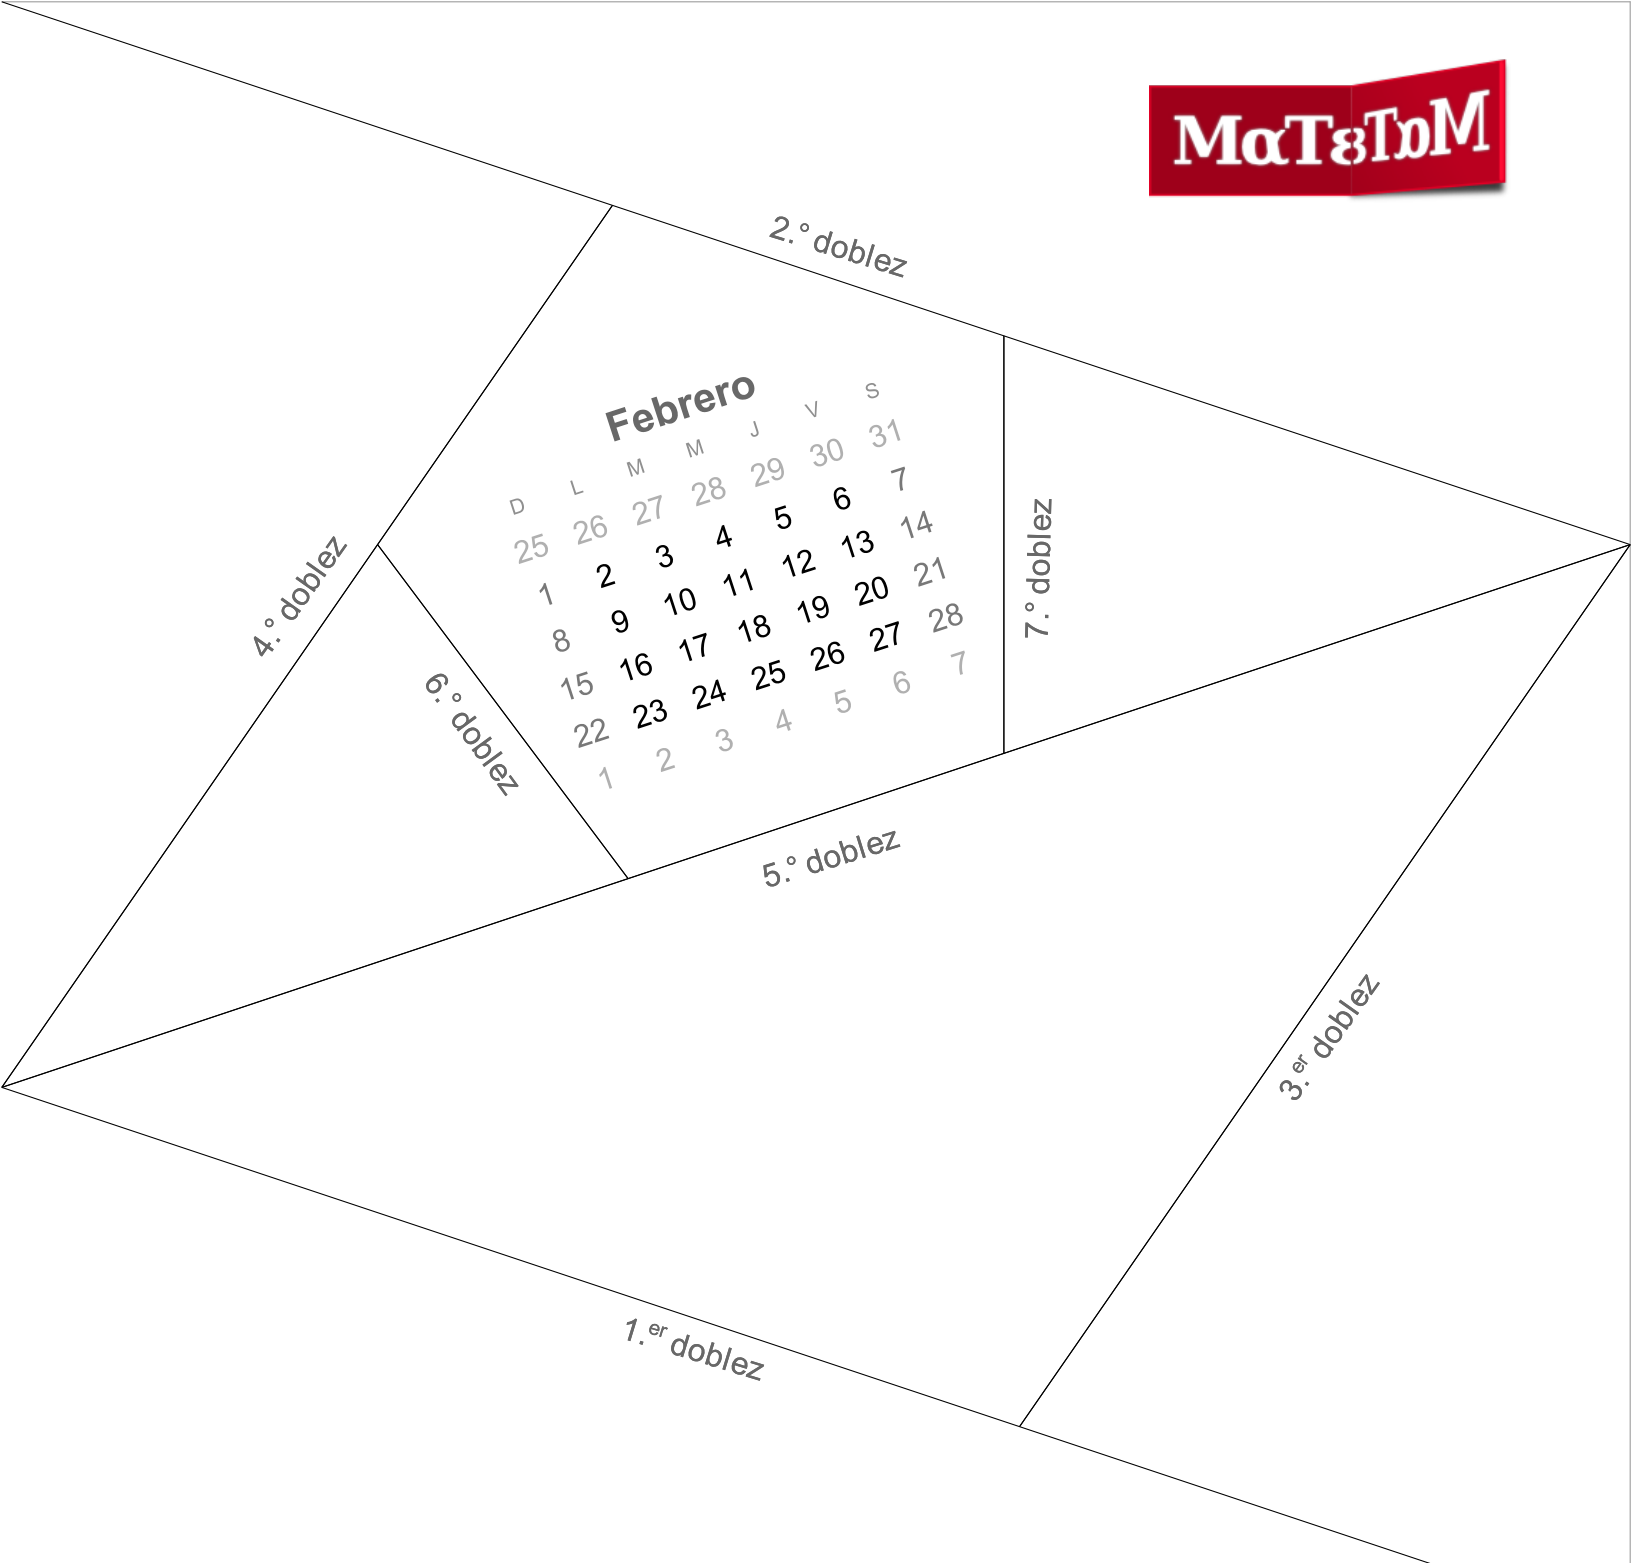 MαTεTαM
2.° doblez
Febrero
D L M M J V S
25 26 27 28 29 30 31
1 2 3 4 5 6 7
8 9 10 11 12 13 14
15 16 17 18 19 20 21
22 23 24 25 26 27 28
1 2 3 4 5 6 7
4.° doblez
6.° doblez
7.° doblez
5.° doblez
3.er doblez
1.er doblez